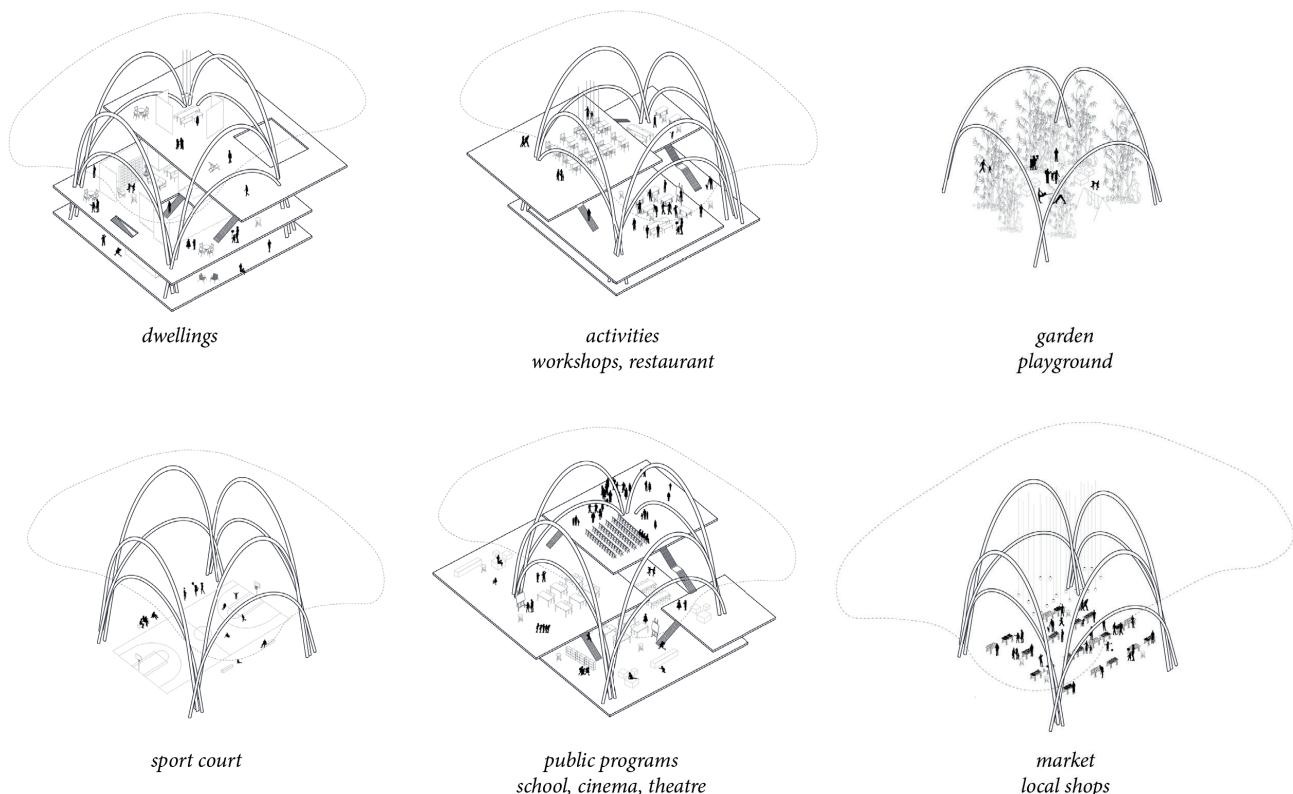 dwellings
activities
workshops, restaurant
garden
playground
sport court
public programs
school, cinema, theatre
market
local shops